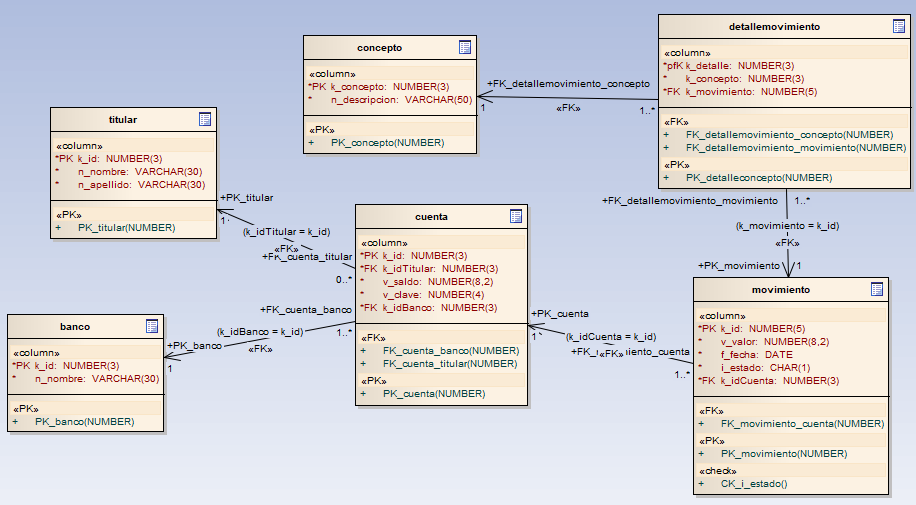 concepto
«column»
*PK k_concepto: NUMBER(3)
* n_descripcion: VARCHAR(50)
«PK»
+ PK_concepto(NUMBER)
detallemovimiento
«column»
*pfK k_detalle: NUMBER(3)
* k_concepto: NUMBER(3)
*FK k_movimiento: NUMBER(5)
«FK»
+ FK_detallemovimiento_concepto(NUMBER)
+ FK_detallemovimiento_movimiento(NUMBER)
«PK»
+ PK_detalleconcepto(NUMBER)
+FK_detallemovimiento_concepto
1
«FK»
1..*
titular
«column»
*PK k_id: NUMBER(3)
* n_nombre: VARCHAR(30)
* n_apellido: VARCHAR(30)
«PK»
+ PK_titular(NUMBER)
+PK_titular
1
(k_idTitular = k_id)
«FK»
+FK_cuenta_titular
0..*
cuenta
«column»
*PK k_id: NUMBER(3)
*FK k_idTitular: NUMBER(3)
* v_saldo: NUMBER(8,2)
* v_clave: NUMBER(4)
*FK k_idBanco: NUMBER(3)
«FK»
+ FK_cuenta_banco(NUMBER)
+ FK_cuenta_titular(NUMBER)
«PK»
+ PK_cuenta(NUMBER)
+FK_detallemovimiento_movimiento
1..*
(k_movimiento = k_id)
«FK»
+PK_movimiento
1
banco
«column»
*PK k_id: NUMBER(3)
* n_nombre: VARCHAR(30)
«PK»
+ PK_banco(NUMBER)
+FK_cuenta_banco
(k_idBanco = k_id)
1..*
+PK_banco
«FK»
1
+PK_cuenta
1
(k_idCuenta = k_id)
«FK»
iento_cuenta
1..*
movimiento
«column»
*PK k_id: NUMBER(5)
* v_valor: NUMBER(8,2)
* f_fecha: DATE
* i_estado: CHAR(1)
*FK k_idCuenta: NUMBER(3)
«FK»
+ FK_movimiento_cuenta(NUMBER)
«PK»
+ PK_movimiento(NUMBER)
«check»
+ CK_i_estado()